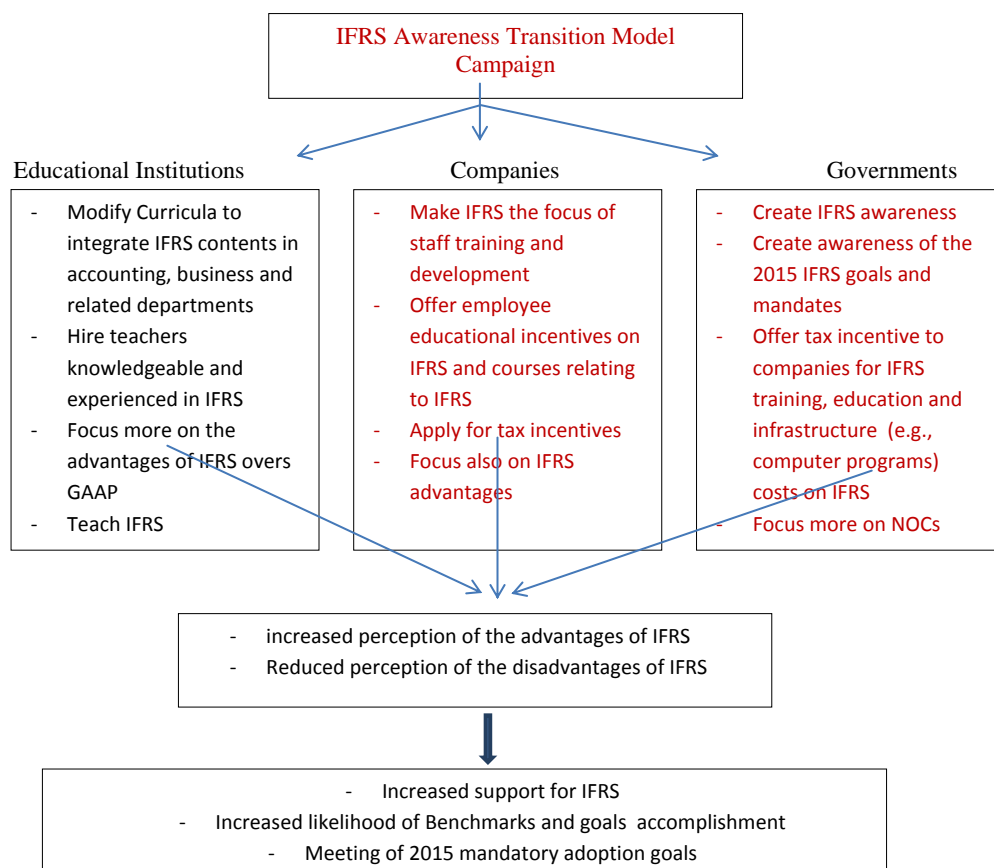 IFRS Awareness Transition Model
Campaign
Educational Institutions
- Modify Curricula to
integrate IFRS contents in
accounting, business and
related departments
- Hire teachers
knowledgeable and
experienced in IFRS
- Focus more on the
advantages of IFRS overs
GAAP
- Teach IFRS
Companies
- Make IFRS the focus of
staff training and
development
- Offer employee
educational incentives on
IFRS and courses relating
to IFRS
- Apply for tax incentives
- Focus also on IFRS
advantages
Governments
- Create IFRS awareness
- Create awareness of the
2015 IFRS goals and
mandates
- Offer tax incentive to
companies for IFRS
training, education and
infrastructure (e.g.,
computer programs)
costs on IFRS
- Focus more on NOCs
- increased perception of the advantages of IFRS
- Reduced perception of the disadvantages of IFRS
- Increased support for IFRS
- Increased likelihood of Benchmarks and goals accomplishment
- Meeting of 2015 mandatory adoption goals